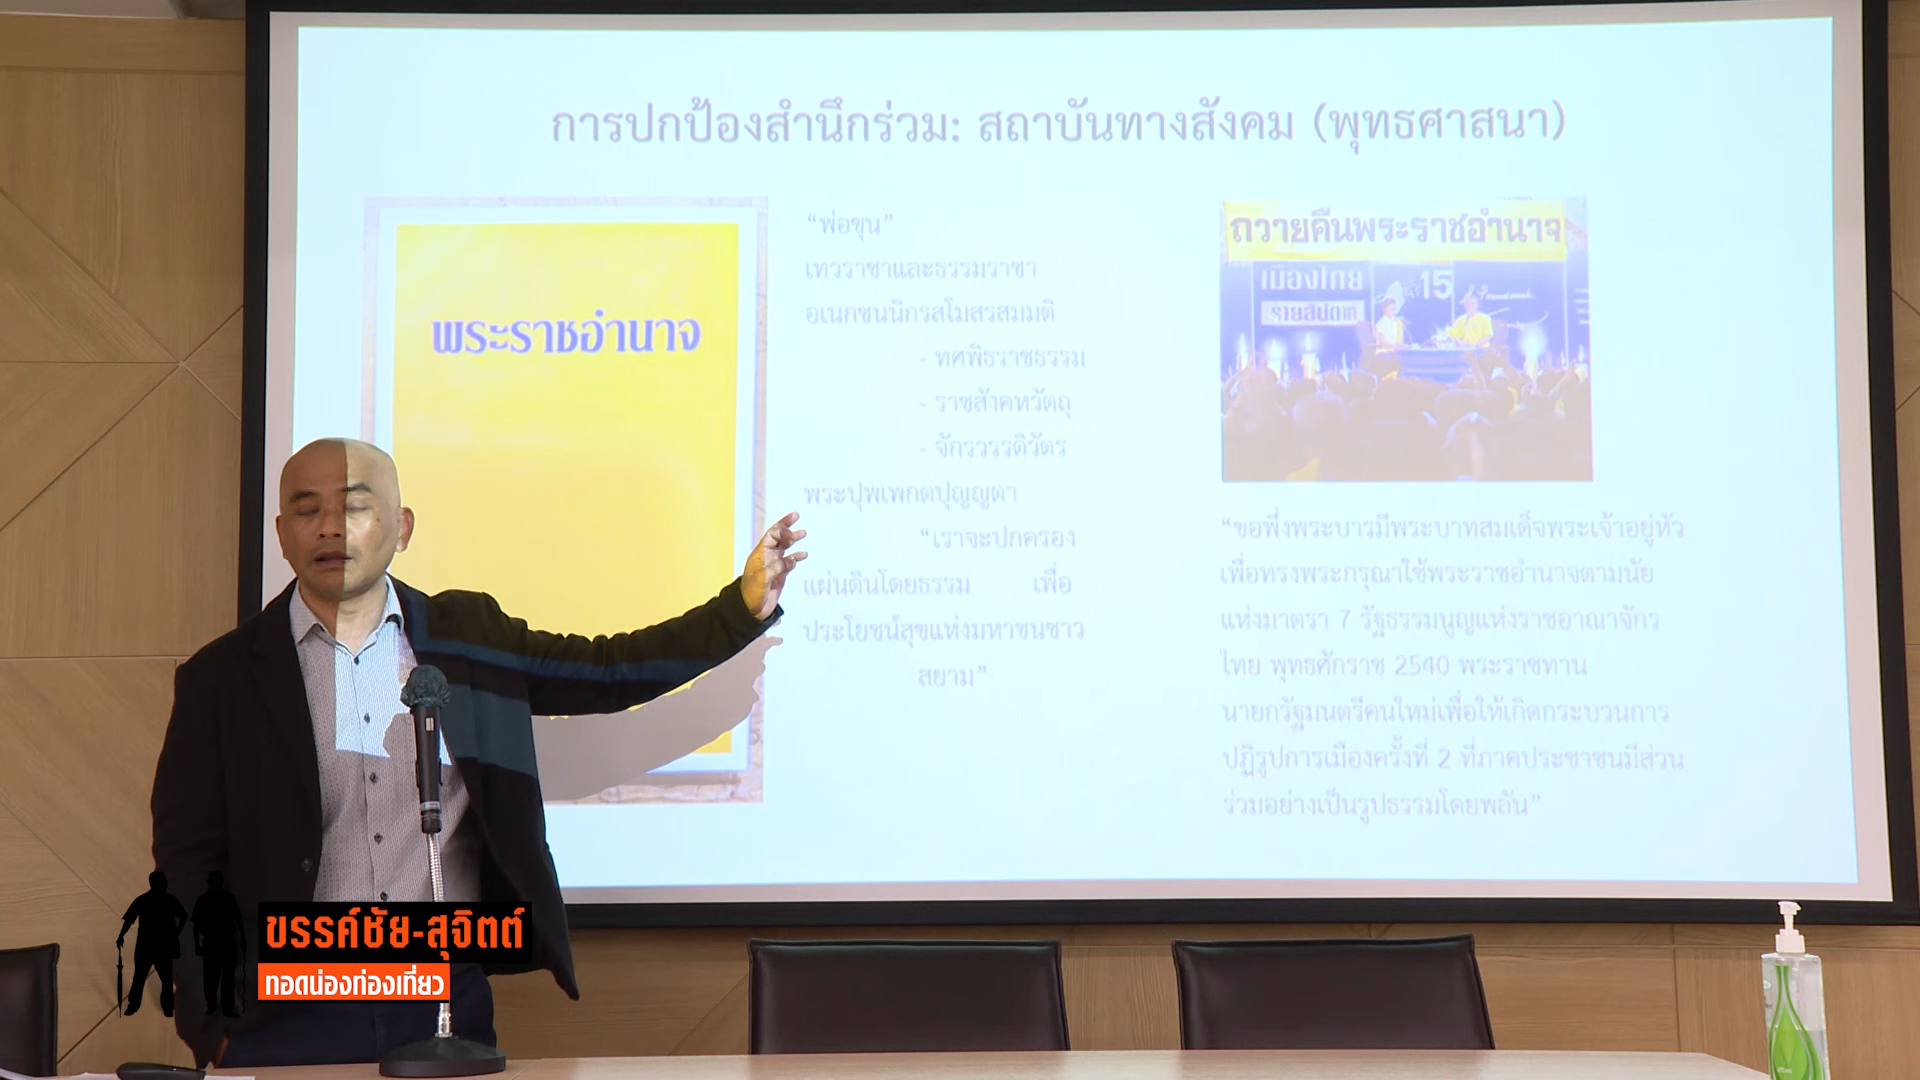 การปกป้องสำนึกร่วม: สถาบันทางสังคม (พุทธศาสนา)
พระราชอำนาจ
“พ่อขุน”
เทวราชาและธรรมราชา
อเนกชนนิกรสโมสรสมมติ
- ทศพิธราชธรรม
- ราชสังคหวัตถุ
- จักรวรรดิวัตร
พระปุพเพกตปุญญตา
“เราจะปกครอง
แผ่นดินโดยธรรม เพื่อ
ประโยชน์สุขแห่งมหาชนชาว
สยาม”
ถวายคืนพระราชอำนาจ
เมืองไทย
รายสัปดาห์
15
“ขอพึ่งพระบารมีพระบาทสมเด็จพระเจ้าอยู่หัว
เพื่อทรงพระกรุณาใช้พระราชอำนาจตามนัย
แห่งมาตรา 7 รัฐธรรมนูญแห่งราชอาณาจักร
ไทย พุทธศักราช 2540 พระราชทาน
นายกรัฐมนตรีคนใหม่เพื่อให้เกิดกระบวนการ
ปฏิรูปการเมืองครั้งที่ 2 ที่ภาคประชาชนมีส่วน
ร่วมอย่างเป็นรูปธรรมโดยพลัน”
ขรรค์ชัย-สุจิตต์
ทอดน่องท่องเที่ยว